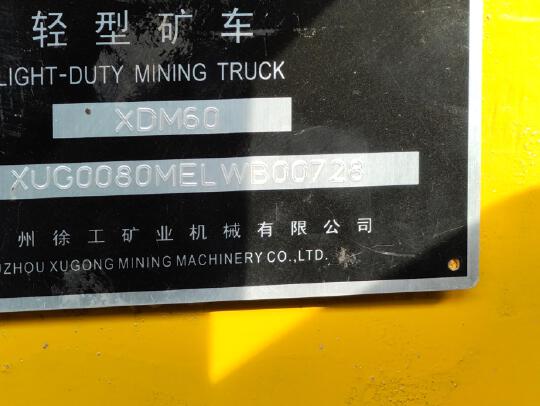 轻型矿车
LIGHT-DUTY MINING TRUCK
XDM60
XUG0080MELWB00728
州徐工矿业机械有限公司
ZHOU XUGONG MINING MACHINERY CO.,LTD.